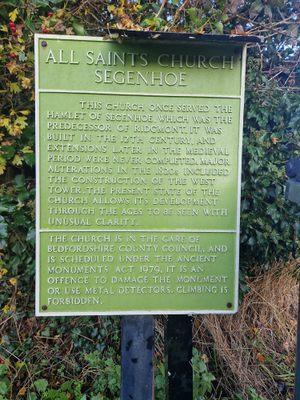 ALL SAINTS CHURCH
SEGENHOE
THIS CHURCH ONCE SERVED THE
HAMLET OF SEGENHOE, WHICH WAS THE
PREDECESSOR OF RIDGMONT. IT WAS
BUILT IN THE 12TH CENTURY, AND
EXTENSIONS LATER IN THE MEDIEVAL
PERIOD WERE NEVER COMPLETED. MAJOR
ALTERATIONS IN THE 1820s INCLUDED
THE CONSTRUCTION OF THE WEST
TOWER. THE PRESENT STATE OF THE
CHURCH ALLOWS ITS DEVELOPMENT
THROUGH THE AGES TO BE SEEN WITH
UNUSUAL CLARITY.
THE CHURCH IS IN THE CARE OF
BEDFORDSHIRE COUNTY COUNCIL, AND
IS SCHEDULED UNDER THE ANCIENT
MONUMENTS ACT 1979. IT IS AN
OFFENCE TO DAMAGE THE MONUMENT
OR USE METAL DETECTORS. CLIMBING IS
FORBIDDEN.